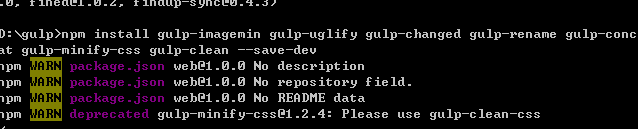 .0, fined@1.0.2, findup-sync@0.4.3)
D:\gulp>npm install gulp-imagemin gulp-uglify gulp-changed gulp-rename gulp-conc
at gulp-minify-css gulp-clean --save-dev
npm WARN package.json web@1.0.0 No description
npm WARN package.json web@1.0.0 No repository field.
npm WARN package.json web@1.0.0 No README data
npm WARN deprecated gulp-minify-css@1.2.4: Please use gulp-clean-css